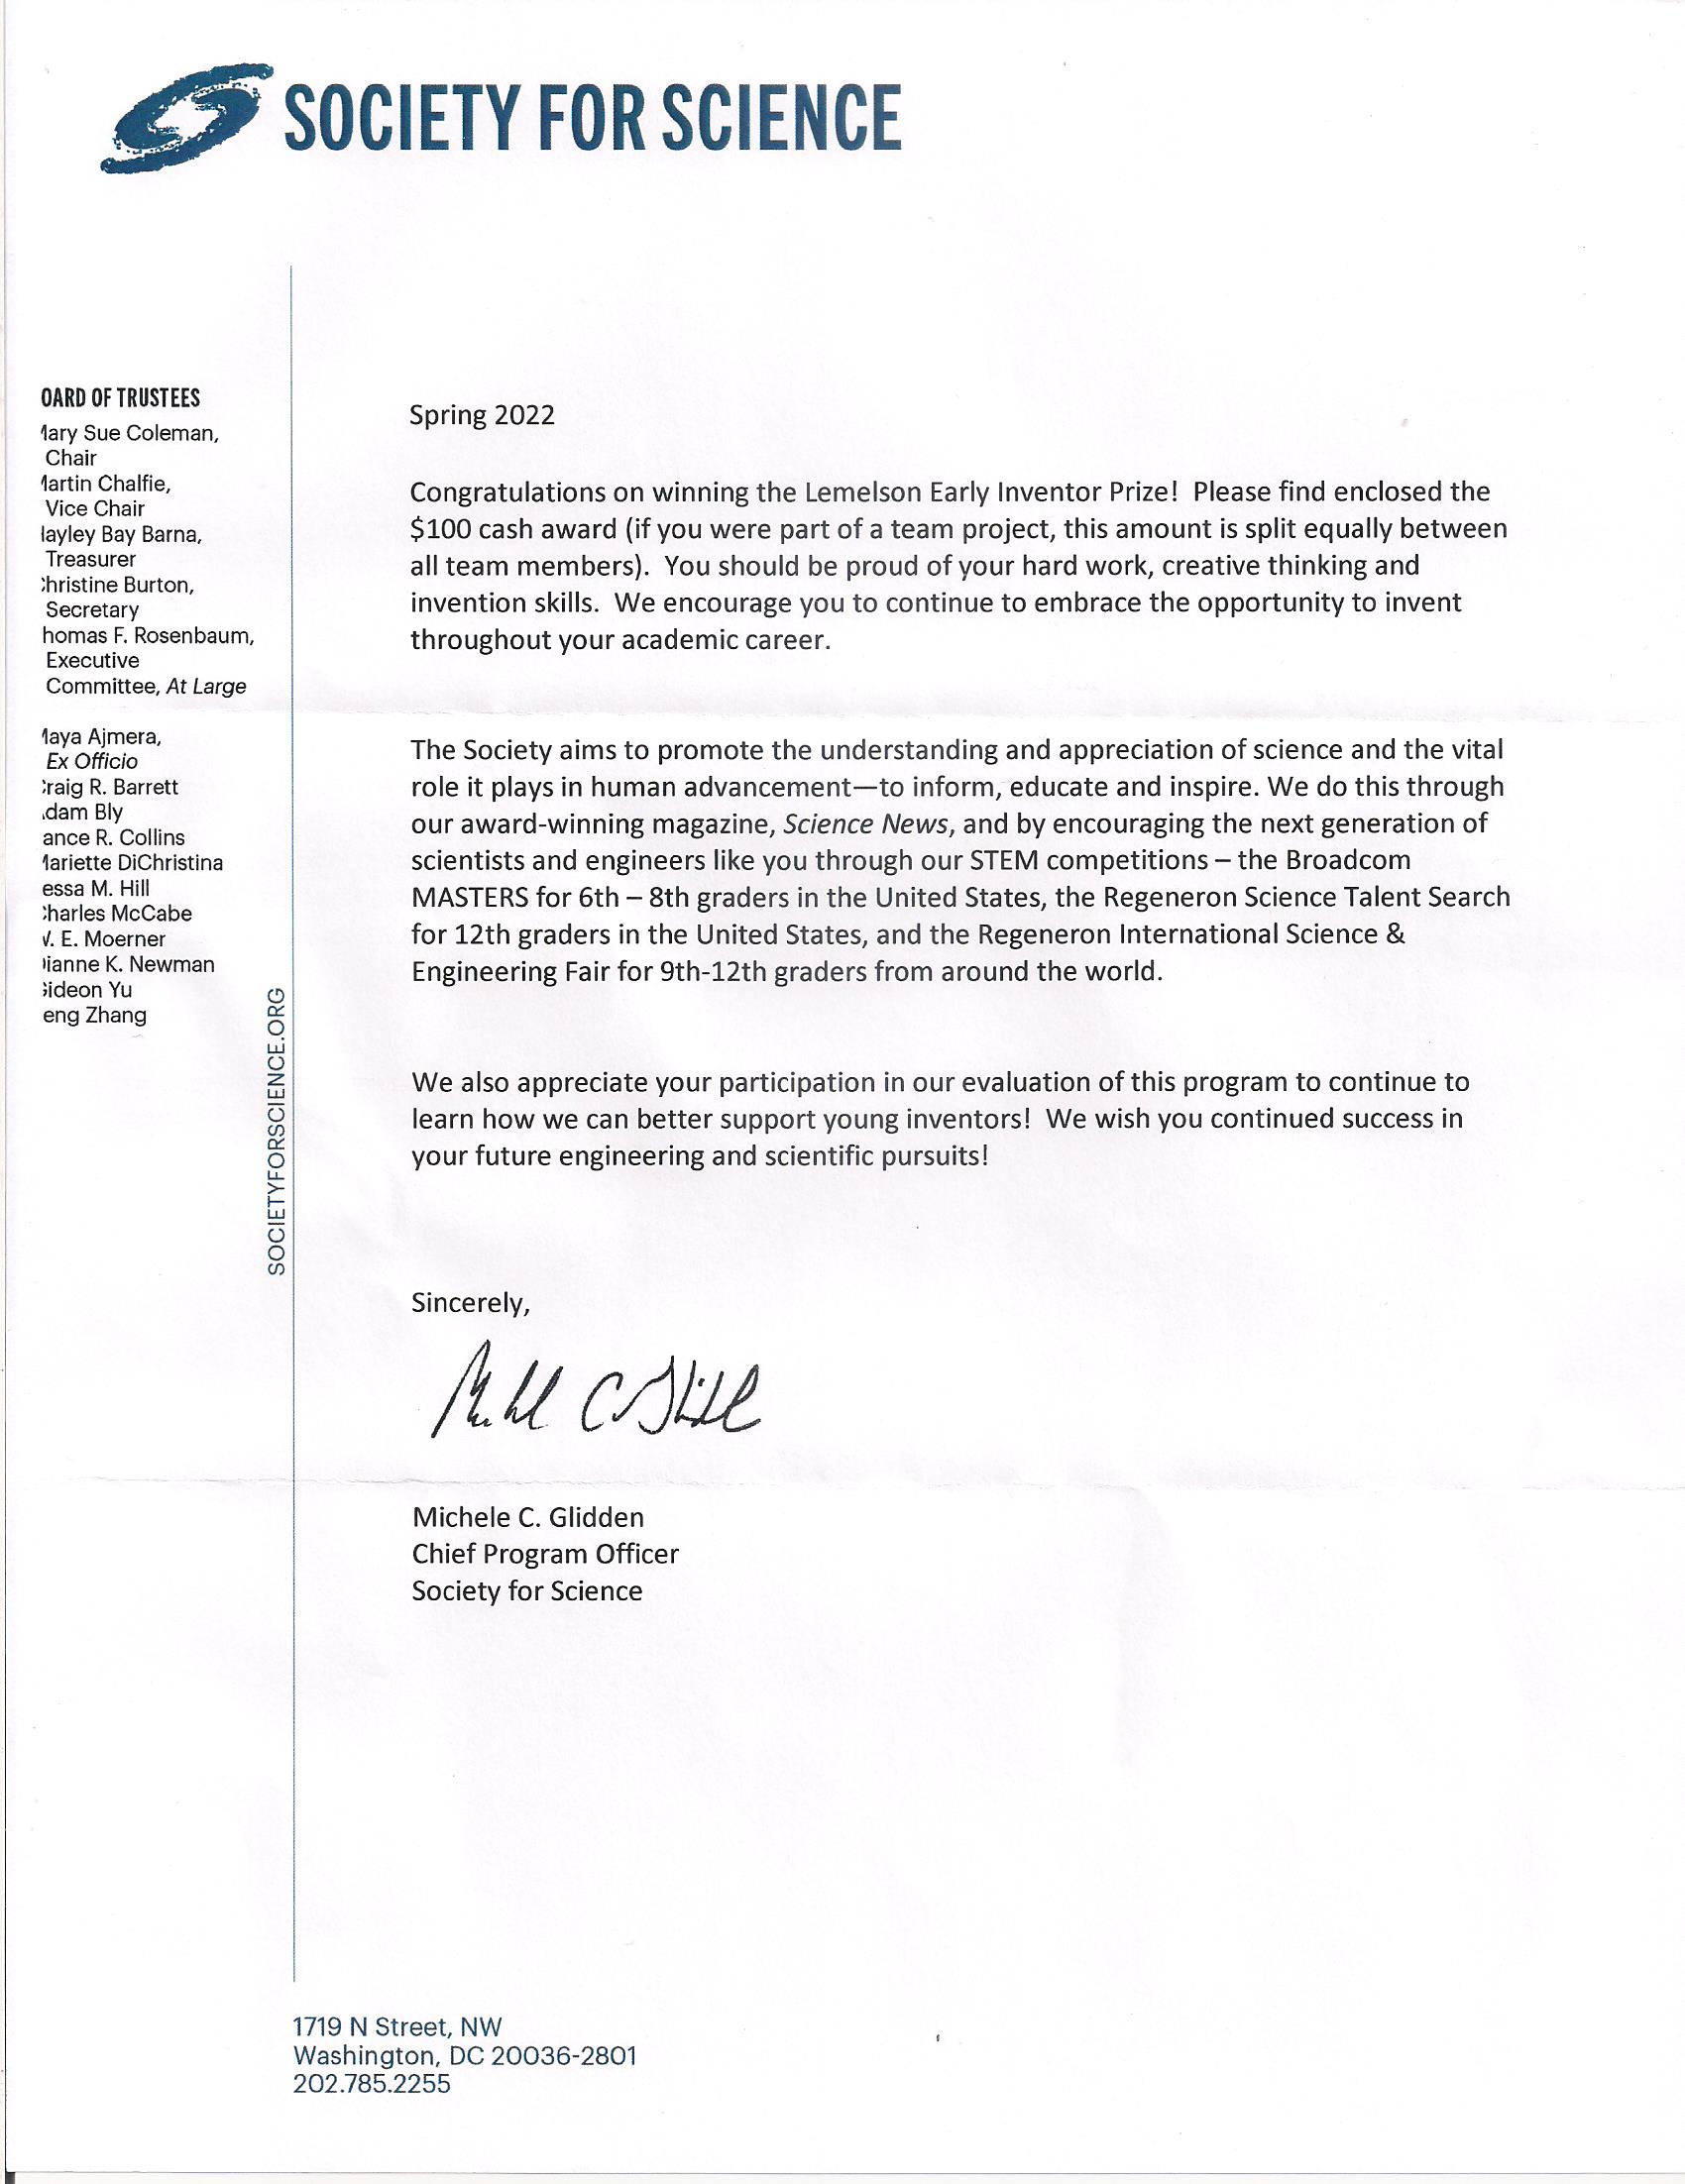 SOCIETY FOR SCIENCE
OARD OF TRUSTEES
ary Sue Coleman,
Chair
artin Chalfie,
Vice Chair
ayley Bay Barna,
Treasurer
hristine Burton,
Secretary
homas F. Rosenbaum,
Executive
Committee, At Large
aya Ajmera,
Ex Officio
raig R. Barrett
dam Bly
ance R. Collins
ariette DiChristina
essa M. Hill
harles McCabe
. E. Moerner
ianne K. Newman
ideon Yu
eng Zhang
SOCIETYFORSCIENCE.ORG
Spring 2022
Congratulations on winning the Lemelson Early Inventor Prize! Please find enclosed the
$100 cash award (if you were part of a team project, this amount is split equally between
all team members). You should be proud of your hard work, creative thinking and
invention skills. We encourage you to continue to embrace the opportunity to invent
throughout your academic career.
The Society aims to promote the understanding and appreciation of science and the vital
role it plays in human advancement—to inform, educate and inspire. We do this through
our award-winning magazine, Science News, and by encouraging the next generation of
scientists and engineers like you through our STEM competitions – the Broadcom
MASTERS for 6th – 8th graders in the United States, the Regeneron Science Talent Search
for 12th graders in the United States, and the Regeneron International Science &
Engineering Fair for 9th-12th graders from around the world.
We also appreciate your participation in our evaluation of this program to continue to
learn how we can better support young inventors! We wish you continued success in
your future engineering and scientific pursuits!
Sincerely,
Michele C. Glidden
Chief Program Officer
Society for Science
1719 N Street, NW
Washington, DC 20036-2801
202.785.2255